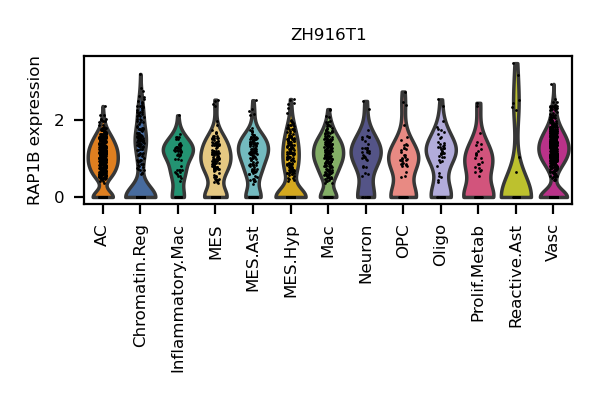 ZH916T1
RAP1B expression
2
0
AC
Chromatin.Reg
Inflammatory.Mac
MES
MES.Ast
MES.Hyp
Mac
Neuron
OPC
Oligo
Prolif.Metab
Reactive.Ast
Vasc